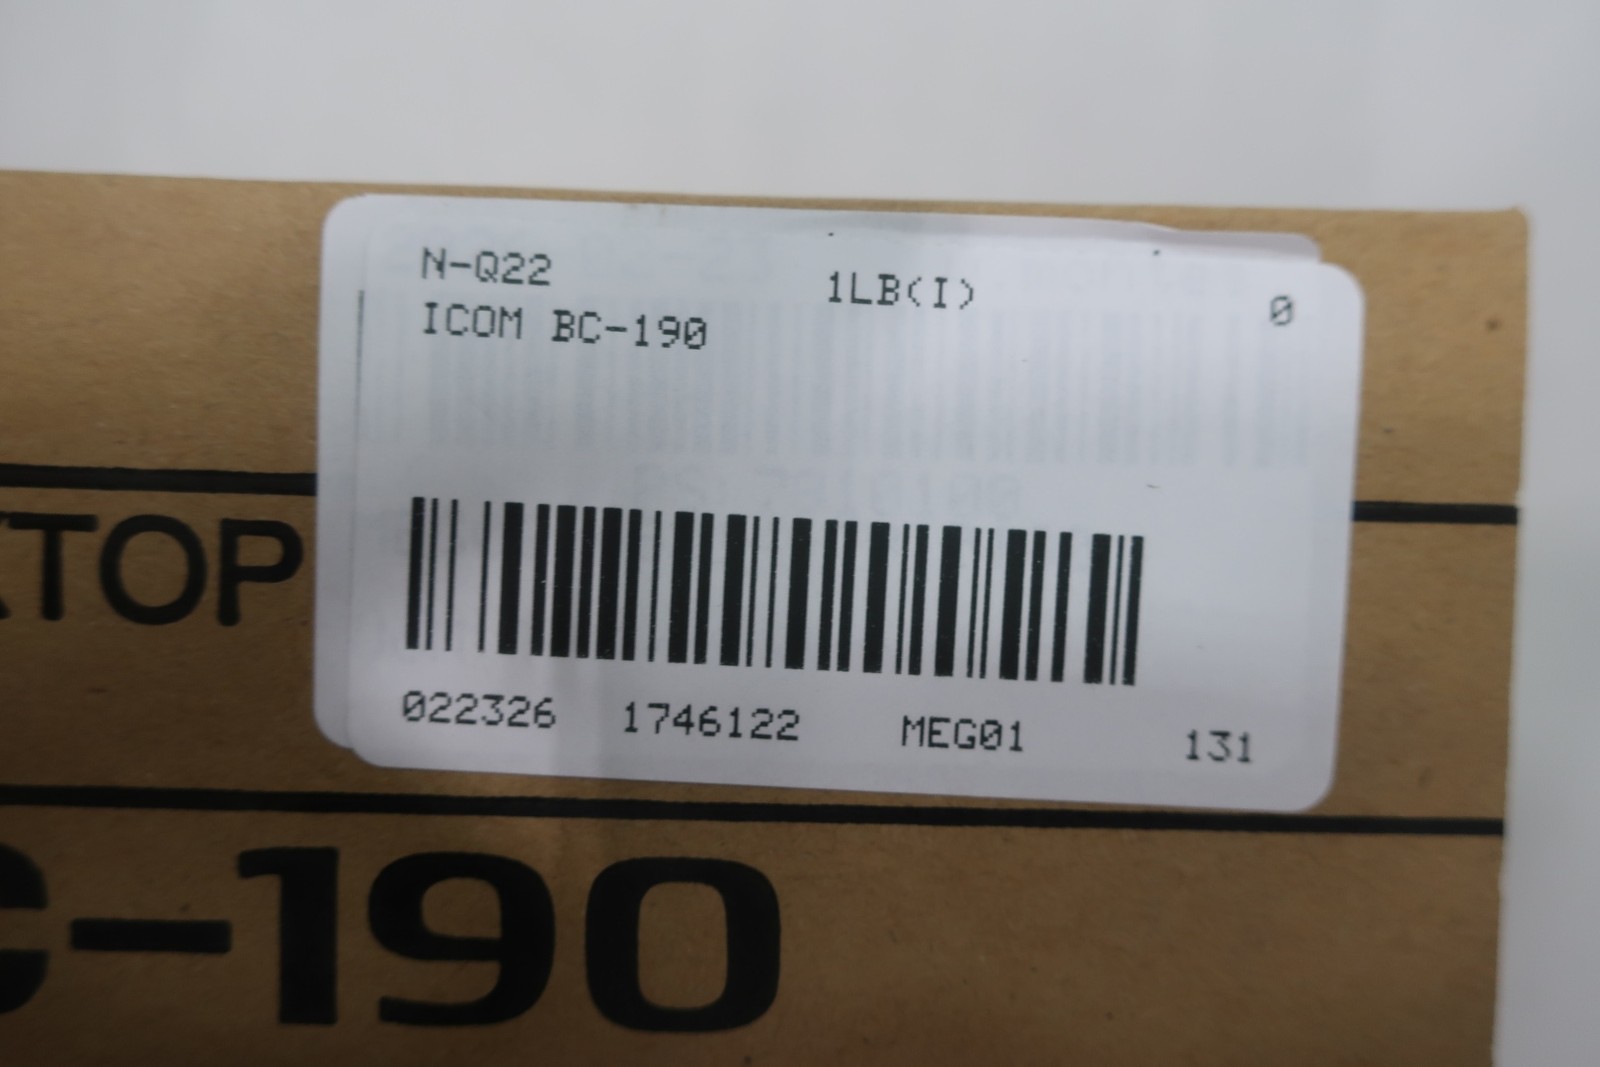 N-Q22 1LB(I) 0
ICOM BC-190
022326 1746122 MEG01 131
KTOP
C-190